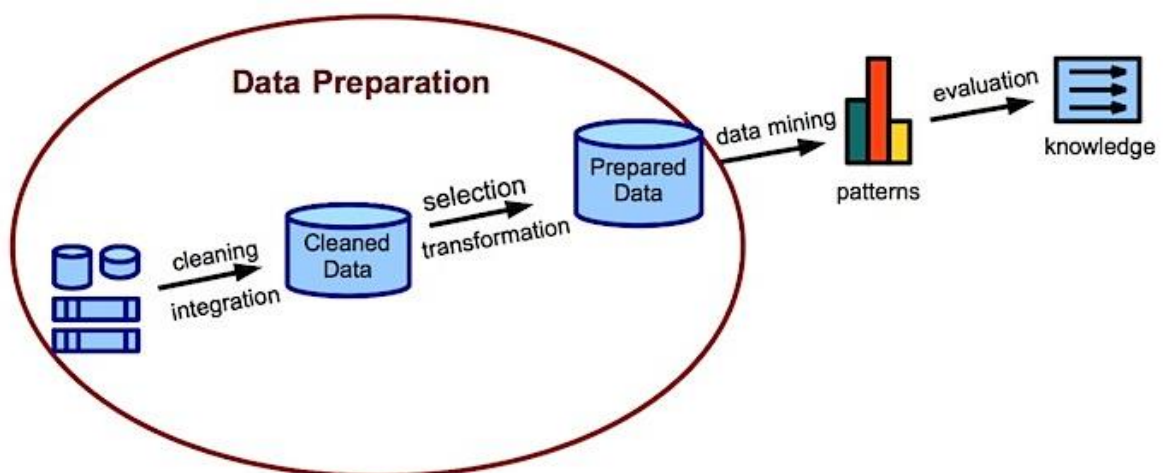 Data Preparation
cleaning
integration
Cleaned
Data
selection
transformation
Prepared
Data
data mining
patterns
evaluation
knowledge